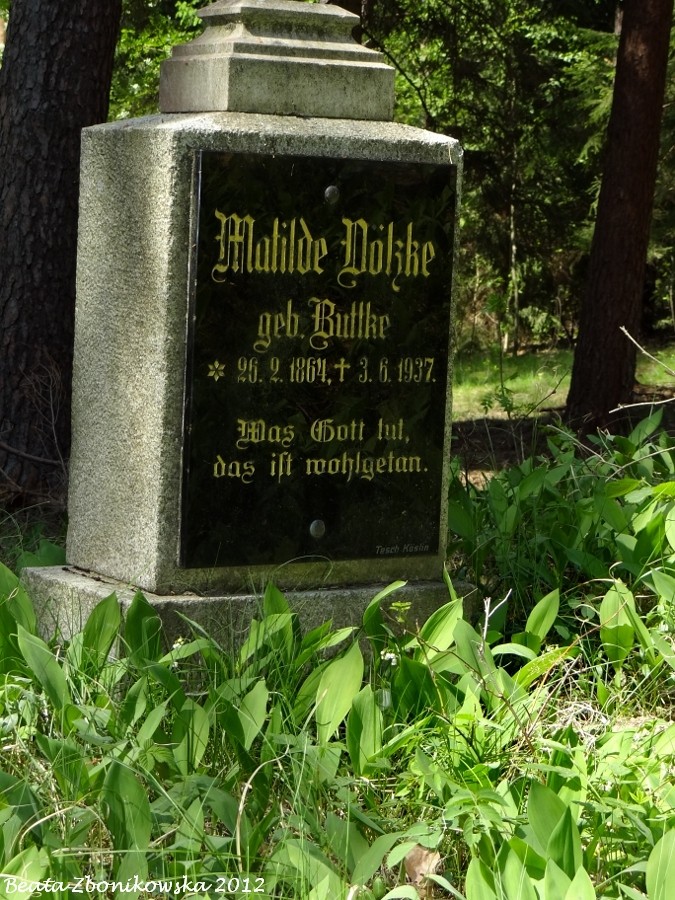 Matilde Nölzke
geb. Buttke
* 26. 2. 1864, † 3. 6. 1937.
Was Gott tut,
das ist wohlgetan.
Tesch Köslin
Beata Zbonikowska 2012